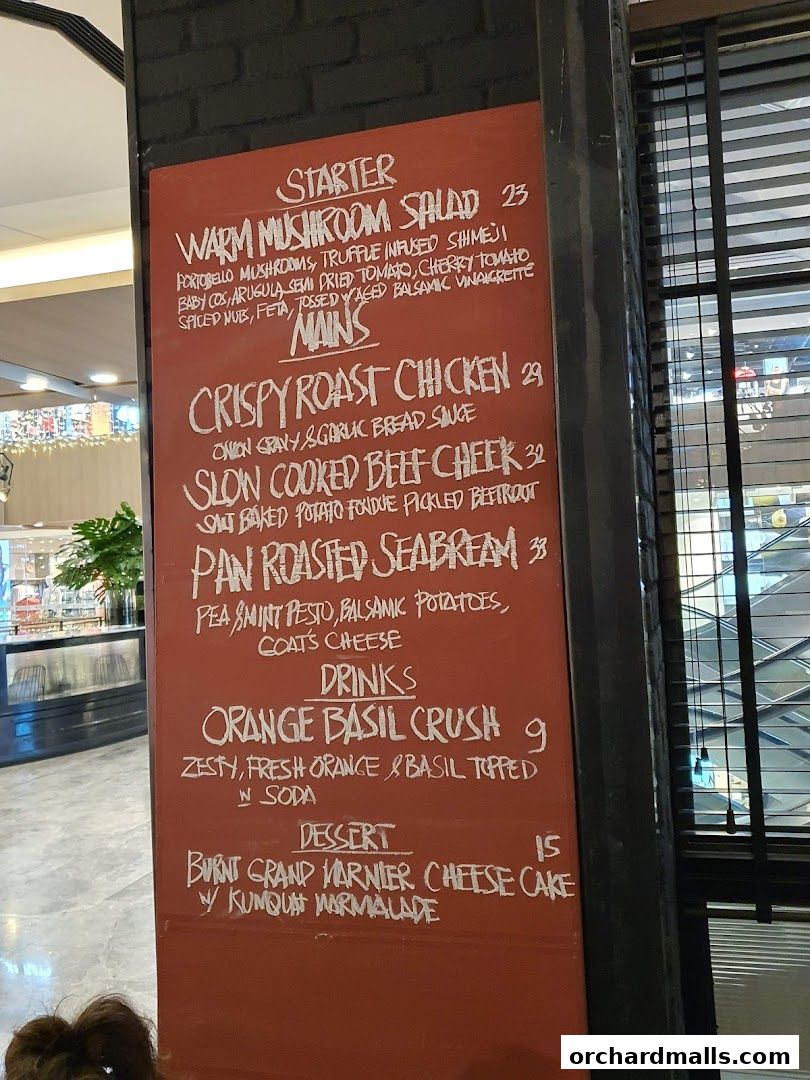 STARTER
WARM MUSHROOM SALAD 23
PORTOBELLO MUSHROOMS, TRUFFLE INFUSED SHIMEJI
BABY COS, ARUGULA, SEMI DRIED TOMATO, CHERRY TOMATO
SPICED NUTS, FETA, TOSSED W AGED BALSAMIC VINAIGRETTE
MAINS
CRISPY ROAST CHICKEN 29
ONION GRAVY & GARLIC BREAD SAUCE
SLOW COOKED BEEF CHEEK 32
SALT BAKED POTATO FONDUE PICKLED BEETROOT
PAN ROASTED SEABREAM 33
PEA & MINT PESTO, BALSAMIC POTATOES,
GOAT'S CHEESE
DRINKS
ORANGE BASIL CRUSH 9
ZESTY, FRESH ORANGE & BASIL TOPPED
W SODA
DESSERT
15
BURNT GRAND MARNIER CHEESE CAKE
W/ KUMQUAT MARMALADE
orchardmalls.com